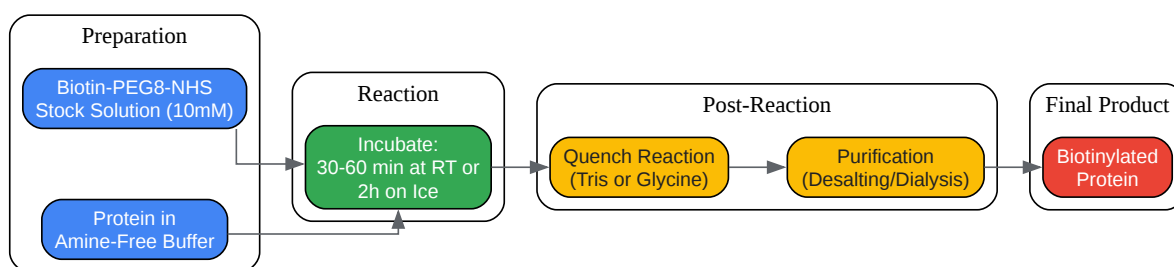 Preparation
Biotin-PEG8-NHS
Stock Solution (10mM)
Protein in
Amine-Free Buffer
Reaction
Incubate:
30-60 min at RT or
2h on Ice
Post-Reaction
Quench Reaction
(Tris or Glycine)
Purification
(Desalting/Dialysis)
Final Product
Biotinylated
Protein